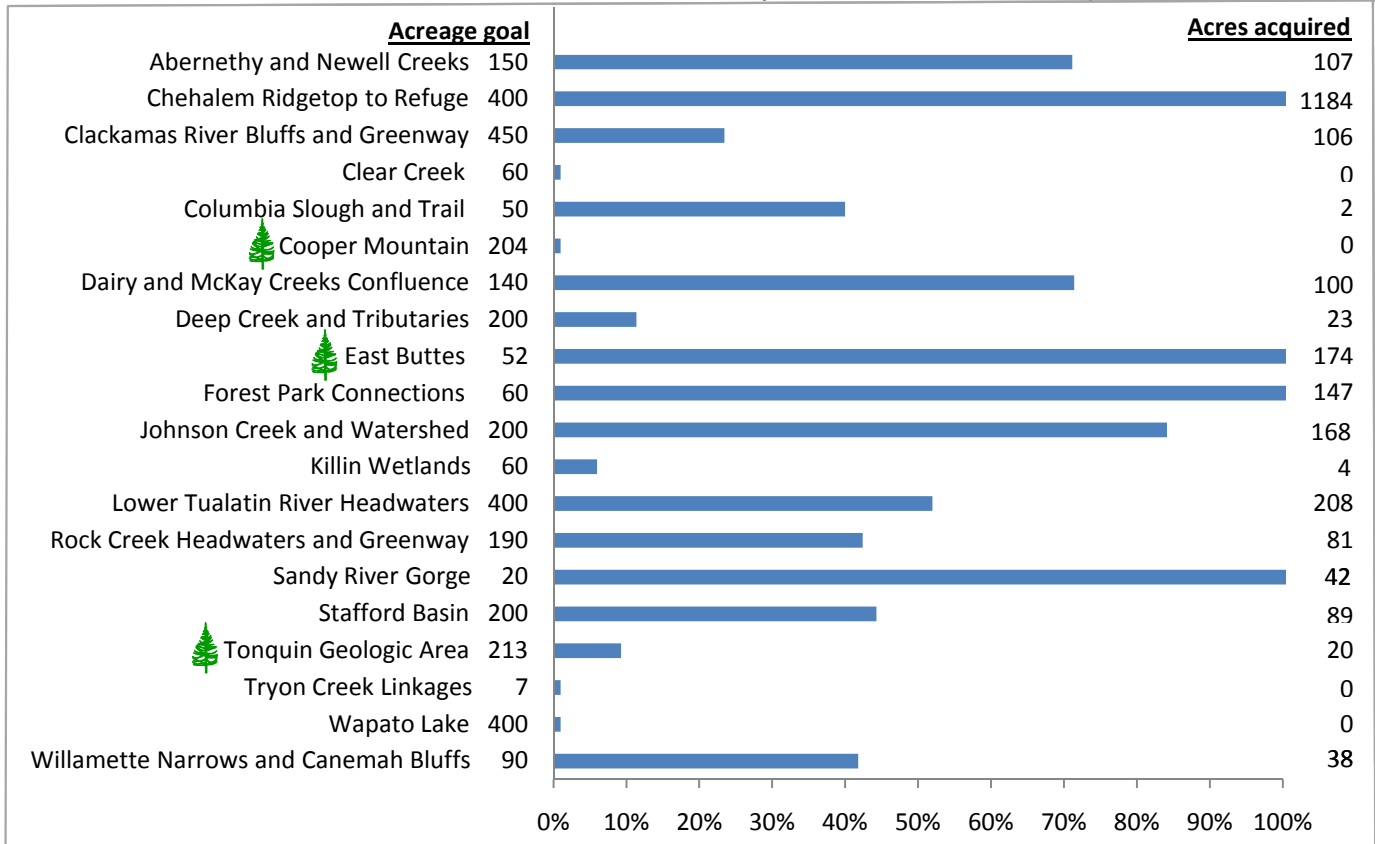 Acreage goal Acres acquired
Abernethy and Newell Creeks 150 107
Chehalem Ridgetop to Refuge 400 1184
Clackamas River Bluffs and Greenway 450 106
Clear Creek 60 0
Columbia Slough and Trail 50 2
Cooper Mountain 204 0
Dairy and McKay Creeks Confluence 140 100
Deep Creek and Tributaries 200 23
East Buttes 52 174
Forest Park Connections 60 147
Johnson Creek and Watershed 200 168
Killin Wetlands 60 4
Lower Tualatin River Headwaters 400 208
Rock Creek Headwaters and Greenway 190 81
Sandy River Gorge 20 42
Stafford Basin 200 89
Tonquin Geologic Area 213 20
Tryon Creek Linkages 7 0
Wapato Lake 400 0
Willamette Narrows and Canemah Bluffs 90 38
0% 10% 20% 30% 40% 50% 60% 70% 80% 90% 100%